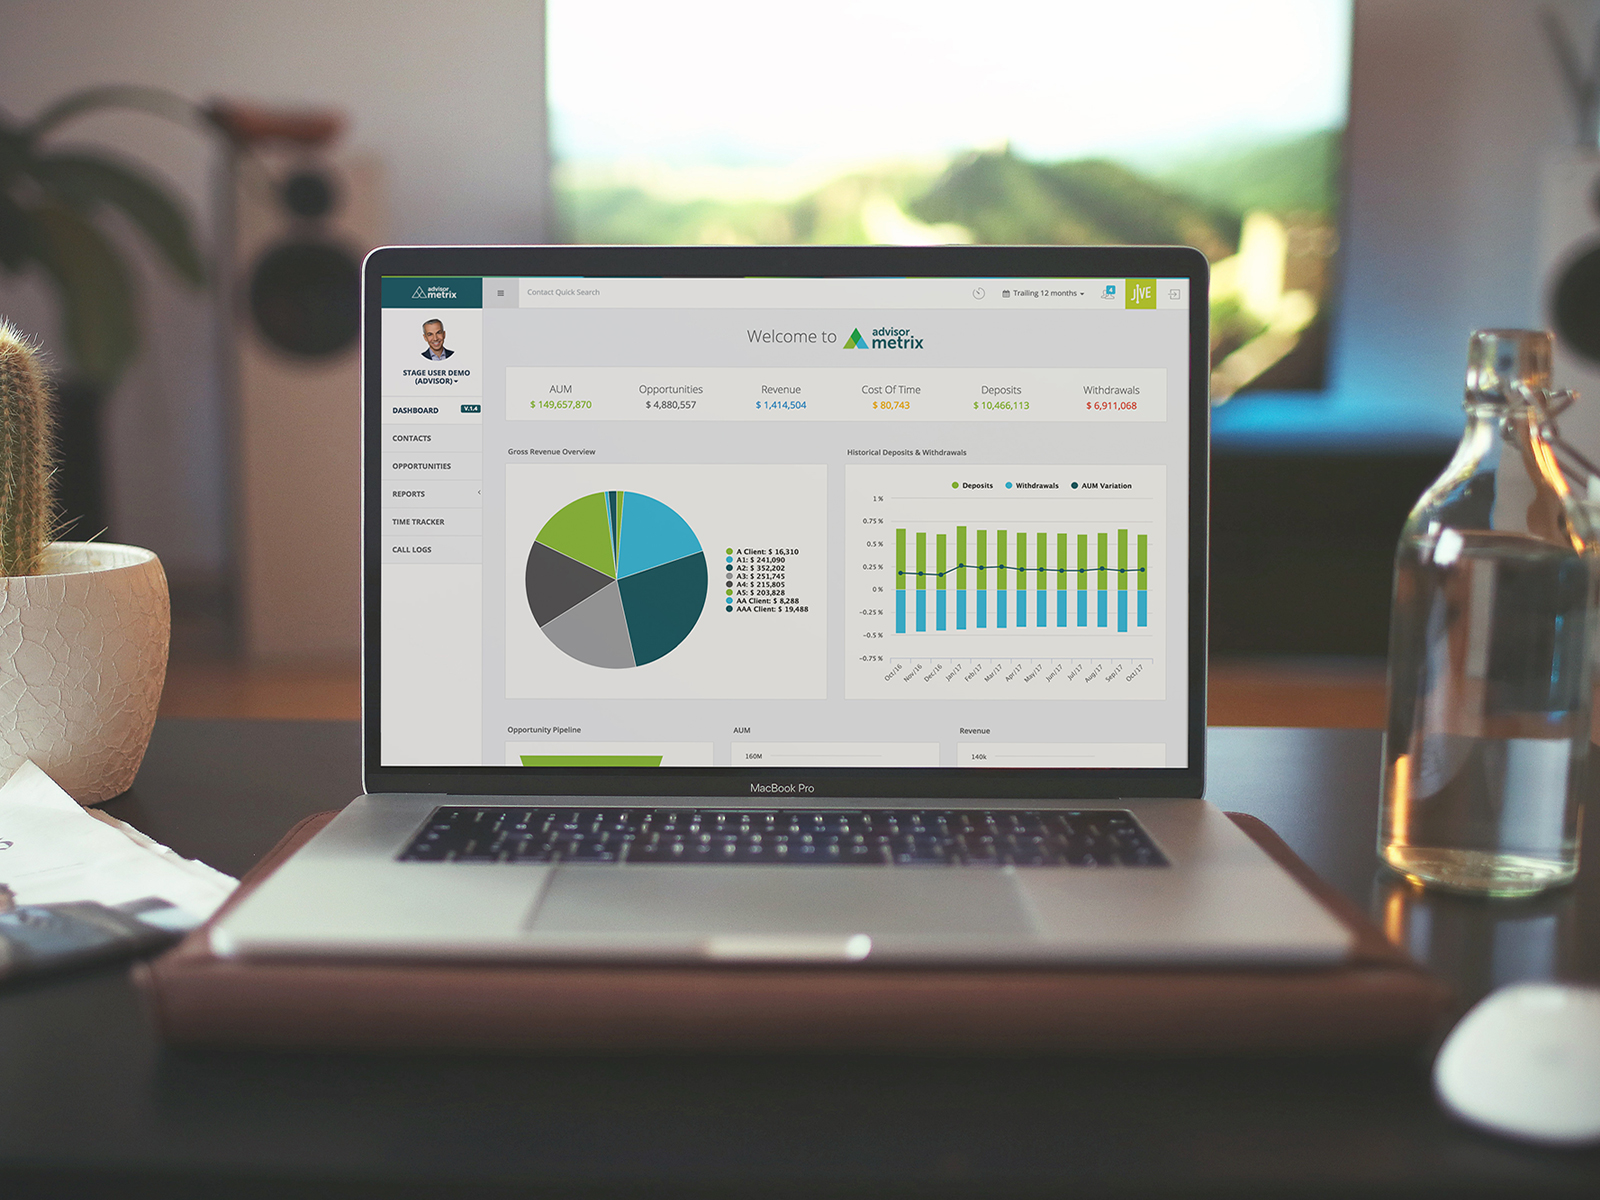 advisor
metrix
Contact Quick Search
Trailing 12 months
4
JIVE
STAGE USER DEMO
(ADVISOR)
DASHBOARD
V.1.4
CONTACTS
OPPORTUNITIES
REPORTS
TIME TRACKER
CALL LOGS
Welcome to
advisor
metrix
AUM
$ 149,657,870
Opportunities
$ 4,880,557
Revenue
$ 1,414,504
Cost Of Time
$ 80,743
Deposits
$ 10,466,113
Withdrawals
$ 6,911,068
Gross Revenue Overview
A Client: $ 16,310
A1: $ 241,090
A2: $ 352,202
A3: $ 251,745
A4: $ 215,805
A5: $ 203,828
AA Client: $ 8,288
AAA Client: $ 19,488
Historical Deposits & Withdrawals
Deposits
Withdrawals
AUM Variation
1 %
0.75 %
0.5 %
0.25 %
0 %
-0.25 %
-0.5 %
-0.75 %
Oct/16
Nov/16
Dec/16
Jan/17
Feb/17
Mar/17
Apr/17
May/17
Jun/17
Jul/17
Aug/17
Sep/17
Oct/17
Opportunity Pipeline
AUM
160M
Revenue
140k
MacBook Pro